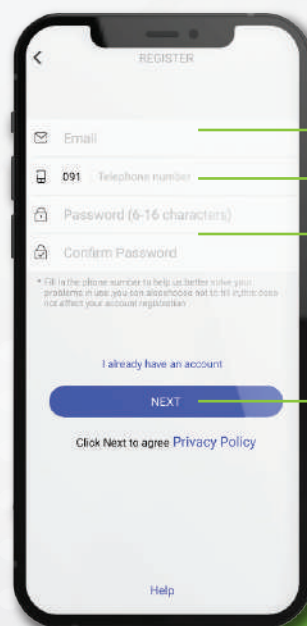 REGISTER
Email
091 Telephone number
Password (6-16 characters)
Confirm Password
* Fill in the phone number to help us better solve your
problems in use ,you can also choose not to fill in,this does
not affect your account registration
I already have an account
NEXT
Click Next to agree Privacy Policy
Help